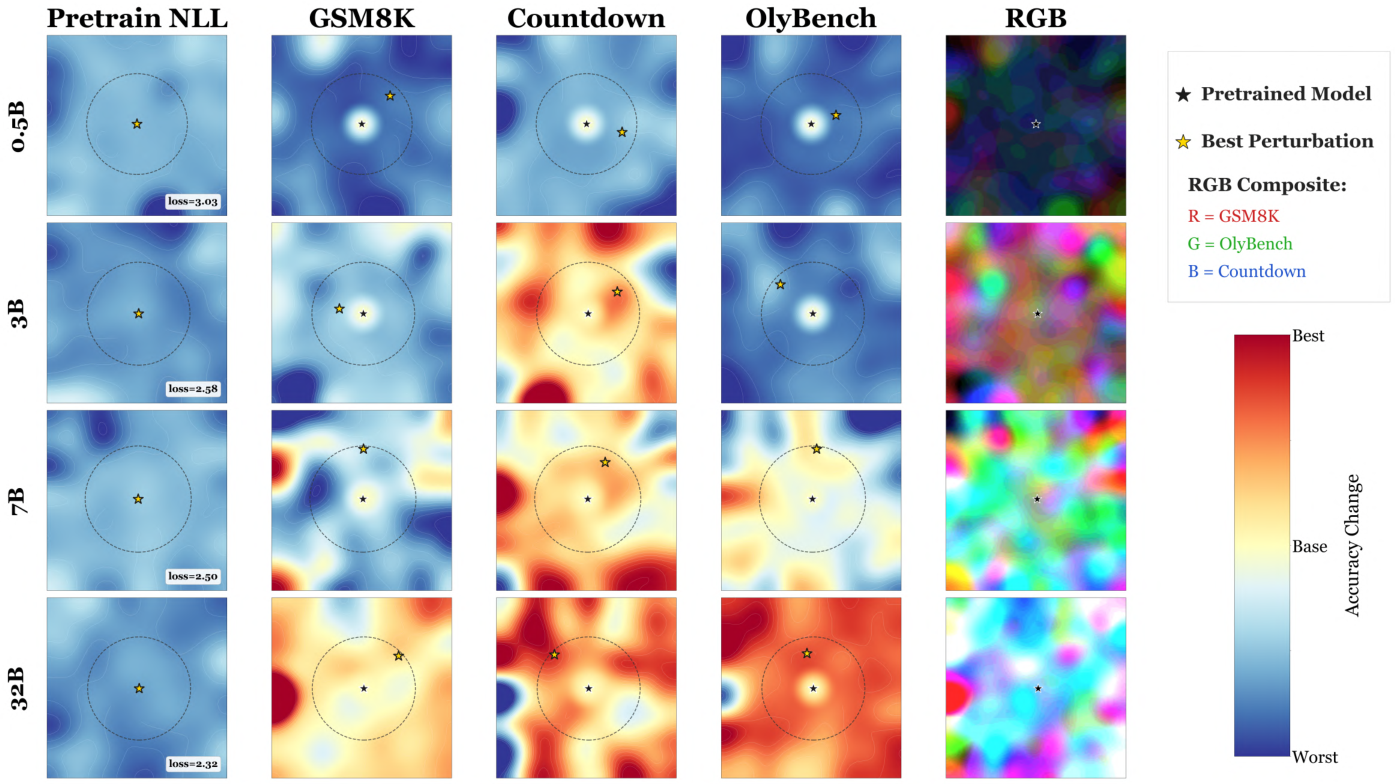 Pretrain NLL
GSM8K
Countdown
OlyBench
RGB
0.5B
loss=3.03
3B
loss=2.58
7B
loss=2.50
32B
loss=2.32
Pretrained Model
Best Perturbation
RGB Composite:
R = GSM8K
G = OlyBench
B = Countdown
Best
Base
Worst
Accuracy Change